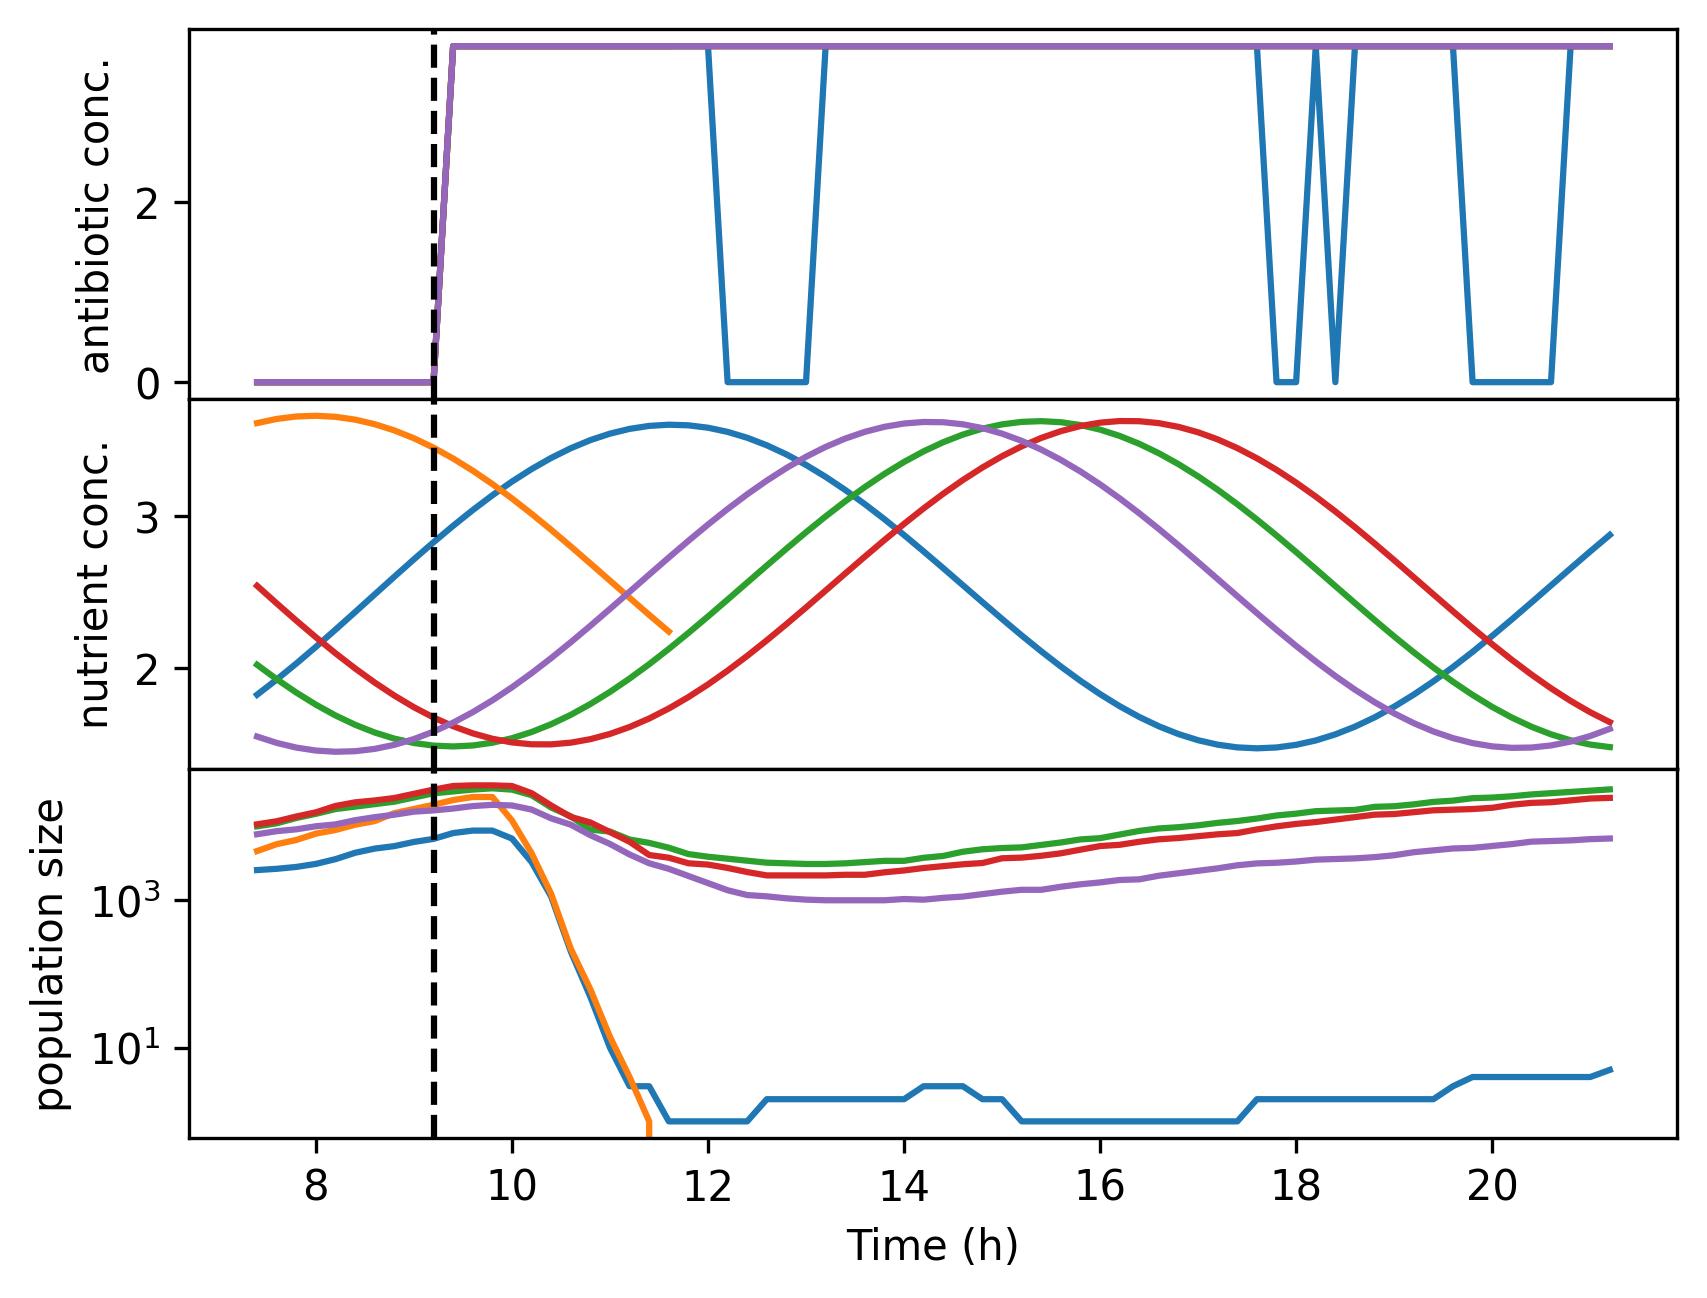 antibiotic conc.
2
0
nutrient conc.
3
2
population size
10³
10¹
8 10 12 14 16 18 20
Time (h)